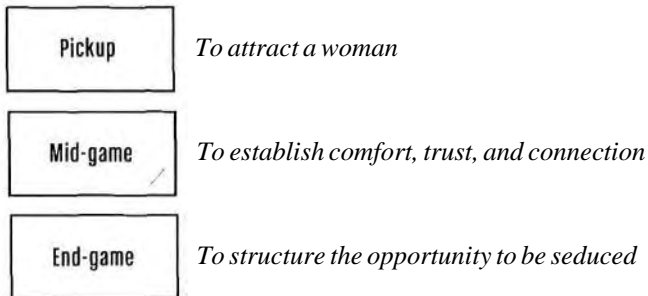 Pickup To attract a woman
Mid-game To establish comfort, trust, and connection
End-game To structure the opportunity to be seduced